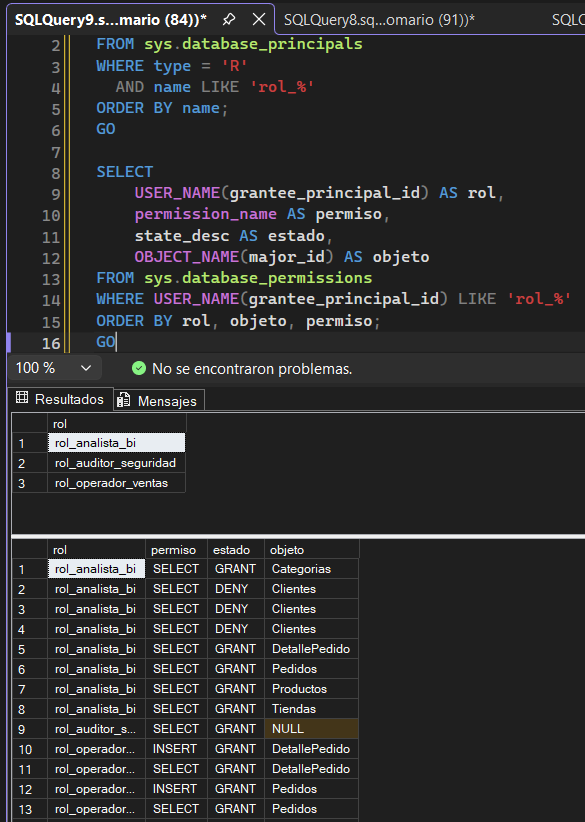 SQLQuery9.s...omario (84))*
SQLQuery8.sq...omario (91))*
SQL
2 FROM sys.database_principals
3 WHERE type = 'R'
4 AND name LIKE 'rol_%'
5 ORDER BY name;
6 GO
7
8 SELECT
9 USER_NAME(grantee_principal_id) AS rol,
10 permission_name AS permiso,
11 state_desc AS estado,
12 OBJECT_NAME(major_id) AS objeto
13 FROM sys.database_permissions
14 WHERE USER_NAME(grantee_principal_id) LIKE 'rol_%'
15 ORDER BY rol, objeto, permiso;
16 GO
100 % No se encontraron problemas.
Resultados Mensajes
rol
1 rol_analista_bi
2 rol_auditor_seguridad
3 rol_operador_ventas
rol permiso estado objeto
1 rol_analista_bi SELECT GRANT Categorias
2 rol_analista_bi SELECT DENY Clientes
3 rol_analista_bi SELECT DENY Clientes
4 rol_analista_bi SELECT DENY Clientes
5 rol_analista_bi SELECT GRANT DetallePedido
6 rol_analista_bi SELECT GRANT Pedidos
7 rol_analista_bi SELECT GRANT Productos
8 rol_analista_bi SELECT GRANT Tiendas
9 rol_auditor_s... SELECT GRANT NULL
10 rol_operador... INSERT GRANT DetallePedido
11 rol_operador... SELECT GRANT DetallePedido
12 rol_operador... INSERT GRANT Pedidos
13 rol_operador... SELECT GRANT Pedidos